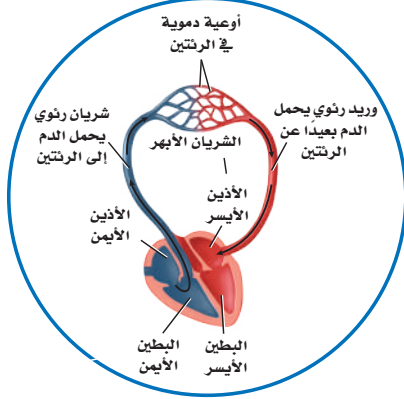 أوعية دموية
في الرئتين
وريد رئوي يحمل
الدم بعيدًا عن
الرئتين
شريان رئوي
يحمل الدم
إلى الرئتين
الشريان الأبهر
الأذين
الأيسر
الأذين
الأيمن
البطين
الأيسر
البطين
الأيمن